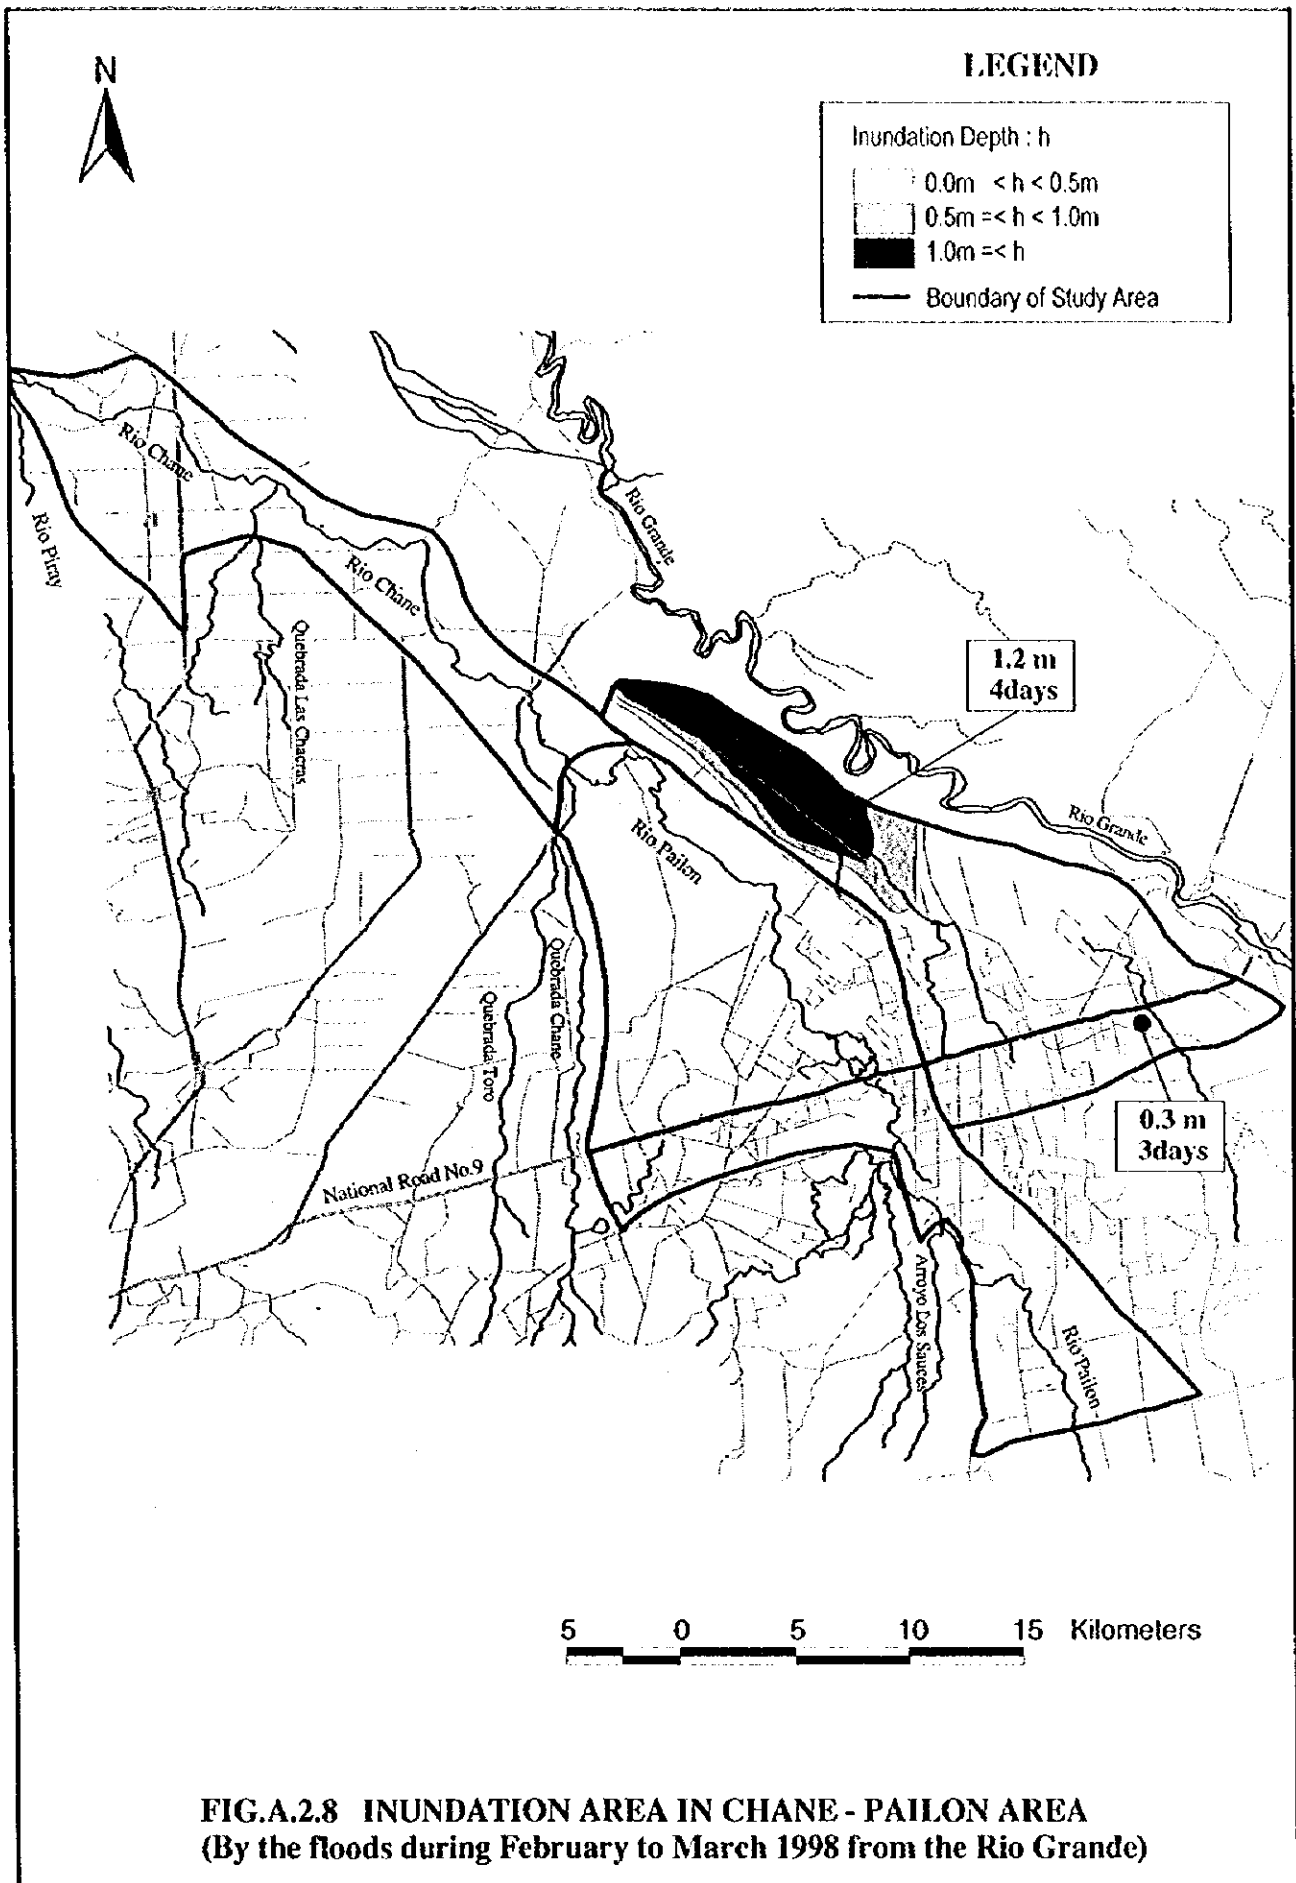 N
LEGEND
Inundation Depth : h
0.0m < h < 0.5m
0.5m =< h < 1.0m
1.0m =< h
Boundary of Study Area
Rio Chane
Rio Grande
Rio Piray
Rio Chane
Quebrada Las Chacras
1.2 m
4days
Rio Grande
Rio Pailon
Quebrada Chane
Quebrada Toro
0.3 m
3days
National Road No.9
Arroyo Los Sauces
Rio Pailon
5 0 5 10 15 Kilometers
FIG.A.2.8 INUNDATION AREA IN CHANE - PAILON AREA
(By the floods during February to March 1998 from the Rio Grande)